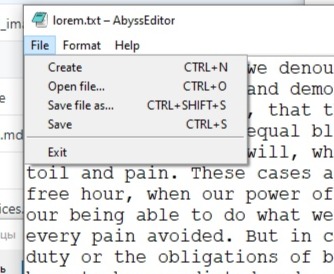 lorem.txt – AbyssEditor
File Format Help
Create CTRL+N
Open file... CTRL+O
Save file as... CTRL+SHIFT+S
Save CTRL+S
Exit
we denou
and demo
, that t
equal bl
will, wh
toil and pain. These cases a
free hour, when our power of
our being able to do what we
every pain avoided. But in c
duty or the obligations of b
_im
e
.md
ices.
цы